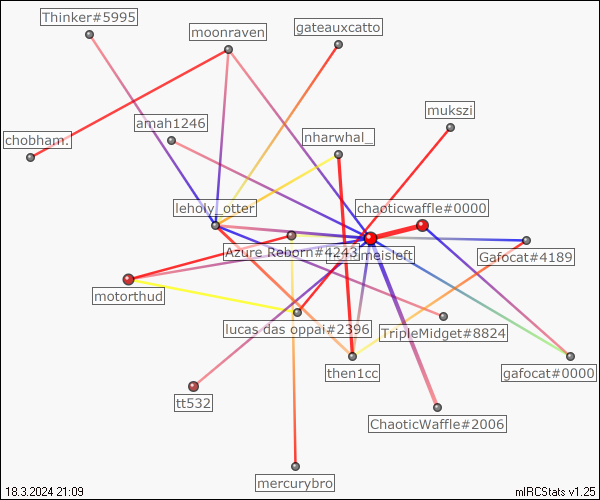 Thinker#5995
moonraven
gateauxcatto
mukszi
amah1246
chobham.
nharwhal_
leholy_otter
chaoticwaffle#0000
Azure Reborn#4243
meisleft
Gafocat#4189
motorthud
lucas das oppai#2396
TripleMidget#8824
then1cc
gafocat#0000
tt532
ChaoticWaffle#2006
mercurybro
18.3.2024 21:09
mIRCStats v1.25